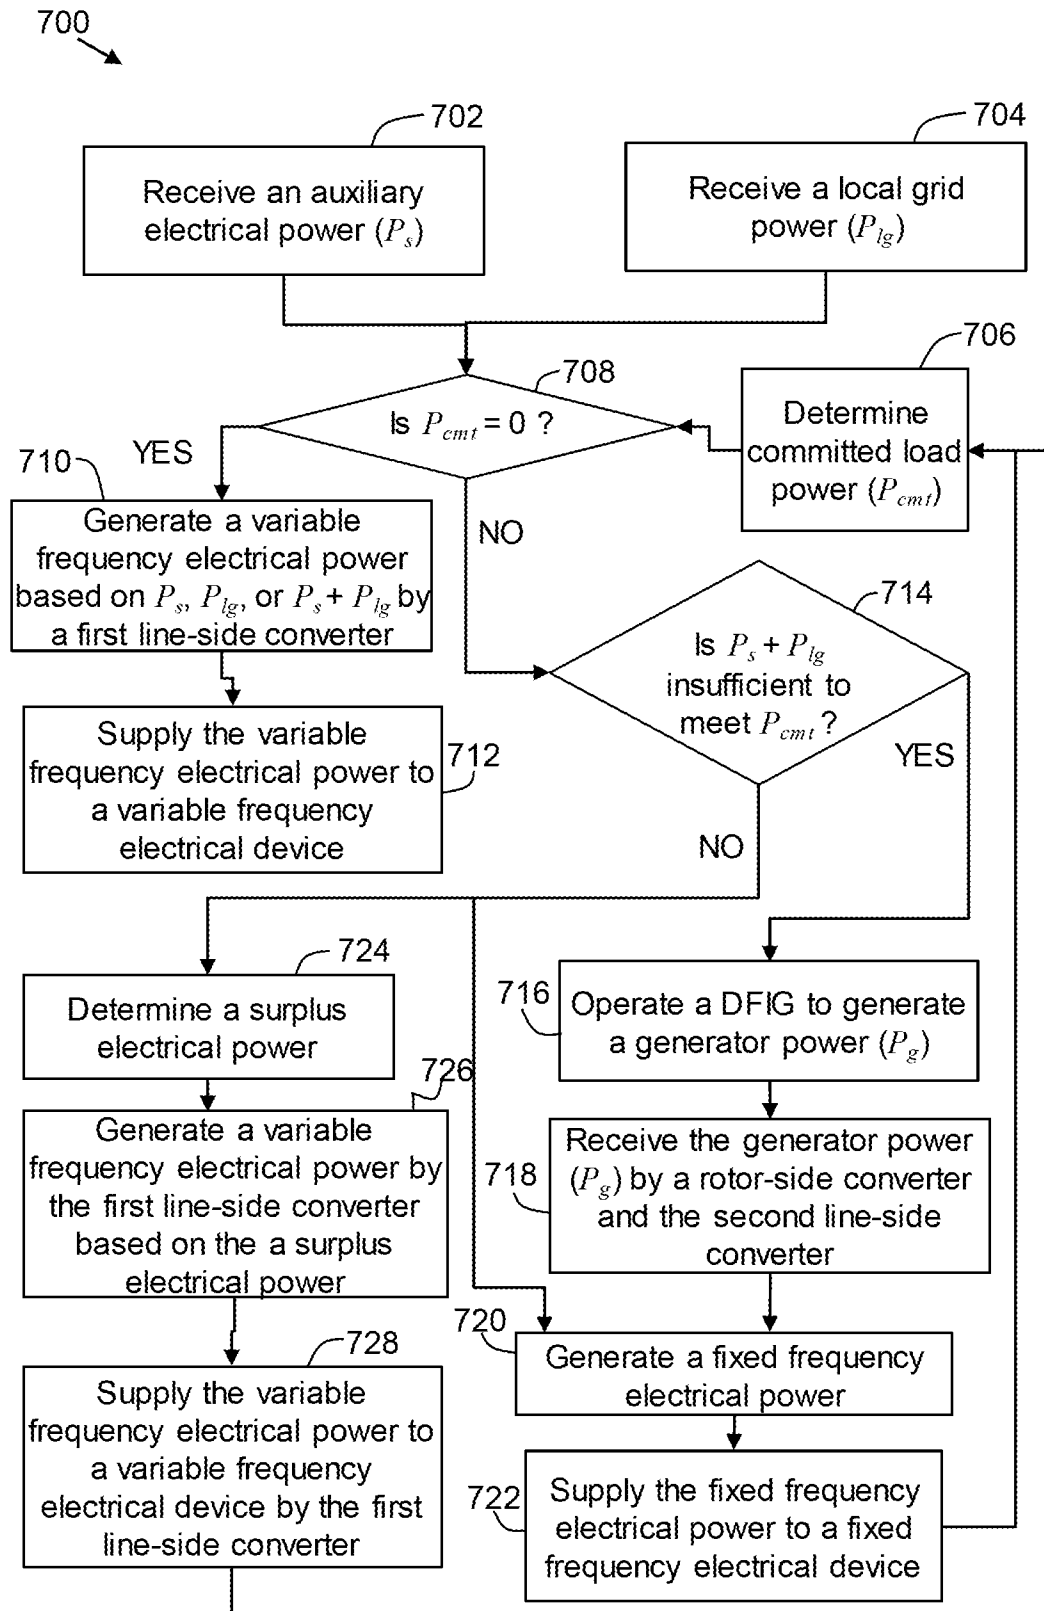 700
702
Receive an auxiliary
electrical power (Ps)
704
Receive a local grid
power (Plg)
706
Determine
committed load
power (Pcmt)
708
Is Pcmt = 0 ?
YES
NO
710
Generate a variable
frequency electrical power
based on Ps, Plg, or Ps + Plg by
a first line-side converter
712
Supply the variable
frequency electrical power to
a variable frequency
electrical device
714
Is Ps + Plg
insufficient to
meet Pcmt ?
YES
NO
716
Operate a DFIG to generate
a generator power (Pg)
718
Receive the generator power
(Pg) by a rotor-side converter
and the second line-side
converter
720
Generate a fixed frequency
electrical power
722
Supply the fixed frequency
electrical power to a fixed
frequency electrical device
724
Determine a surplus
electrical power
726
Generate a variable
frequency electrical power by
the first line-side converter
based on the a surplus
electrical power
728
Supply the variable
frequency electrical power to
a variable frequency
electrical device by the first
line-side converter